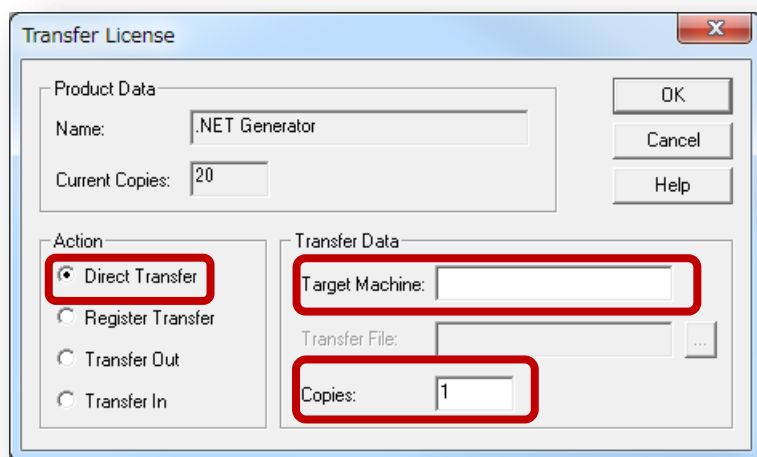 Transfer License
Product Data
Name: .NET Generator
Current Copies: 20
OK
Cancel
Help
Action
Direct Transfer
Register Transfer
Transfer Out
Transfer In
Transfer Data
Target Machine:
Transfer File:
...
Copies: 1